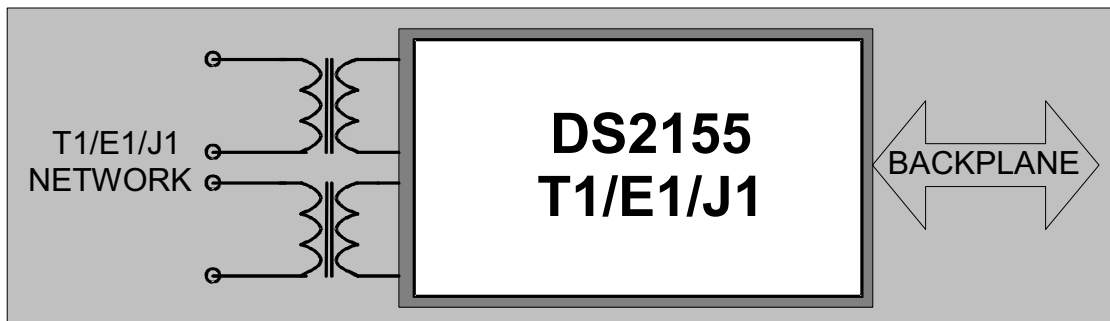 T1/E1/J1
NETWORK
DS2155
T1/E1/J1
BACKPLANE